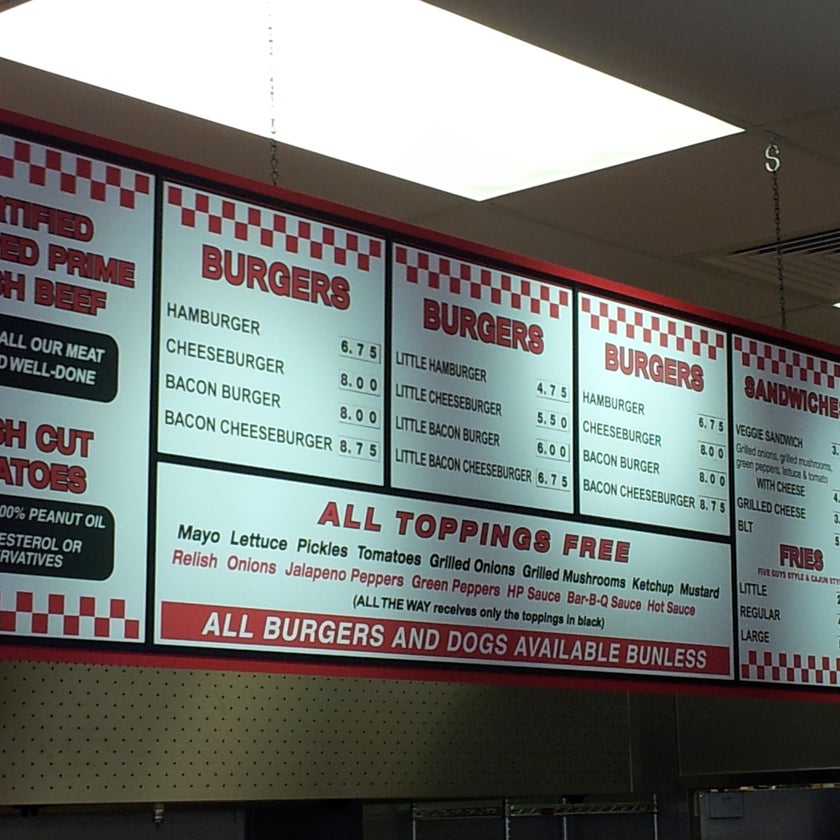 BEEF
ALL OUR MEAT
WELL-DONE
CUT
100% PEANUT OIL
OR
BURGERS
HAMBURGER 6.75
CHEESEBURGER 8.00
BACON BURGER 8.00
BACON CHEESEBURGER 8.75
BURGERS
LITTLE HAMBURGER 4.75
LITTLE CHEESEBURGER 5.50
LITTLE BACON BURGER 6.00
LITTLE BACON CHEESEBURGER 6.75
BURGERS
HAMBURGER 6.75
CHEESEBURGER 8.00
BACON BURGER 8.00
BACON CHEESEBURGER 8.75
ALL TOPPINGS FREE
Mayo Lettuce Pickles Tomatoes Grilled Onions Grilled Mushrooms Ketchup Mustard
Relish Onions Jalapeno Peppers Green Peppers HP Sauce Bar-B-Q Sauce Hot Sauce
(ALL THE WAY receives only the toppings in black)
ALL BURGERS AND DOGS AVAILABLE BUNLESS
SANDWICHES
VEGGIE SANDWICH
Grilled onions, grilled mushrooms,
green peppers, lettuce & tomato
WITH CHEESE
GRILLED CHEESE
BLT
FRIES
FIVE GUYS STYLE & CAJUN
LITTLE
REGULAR
LARGE